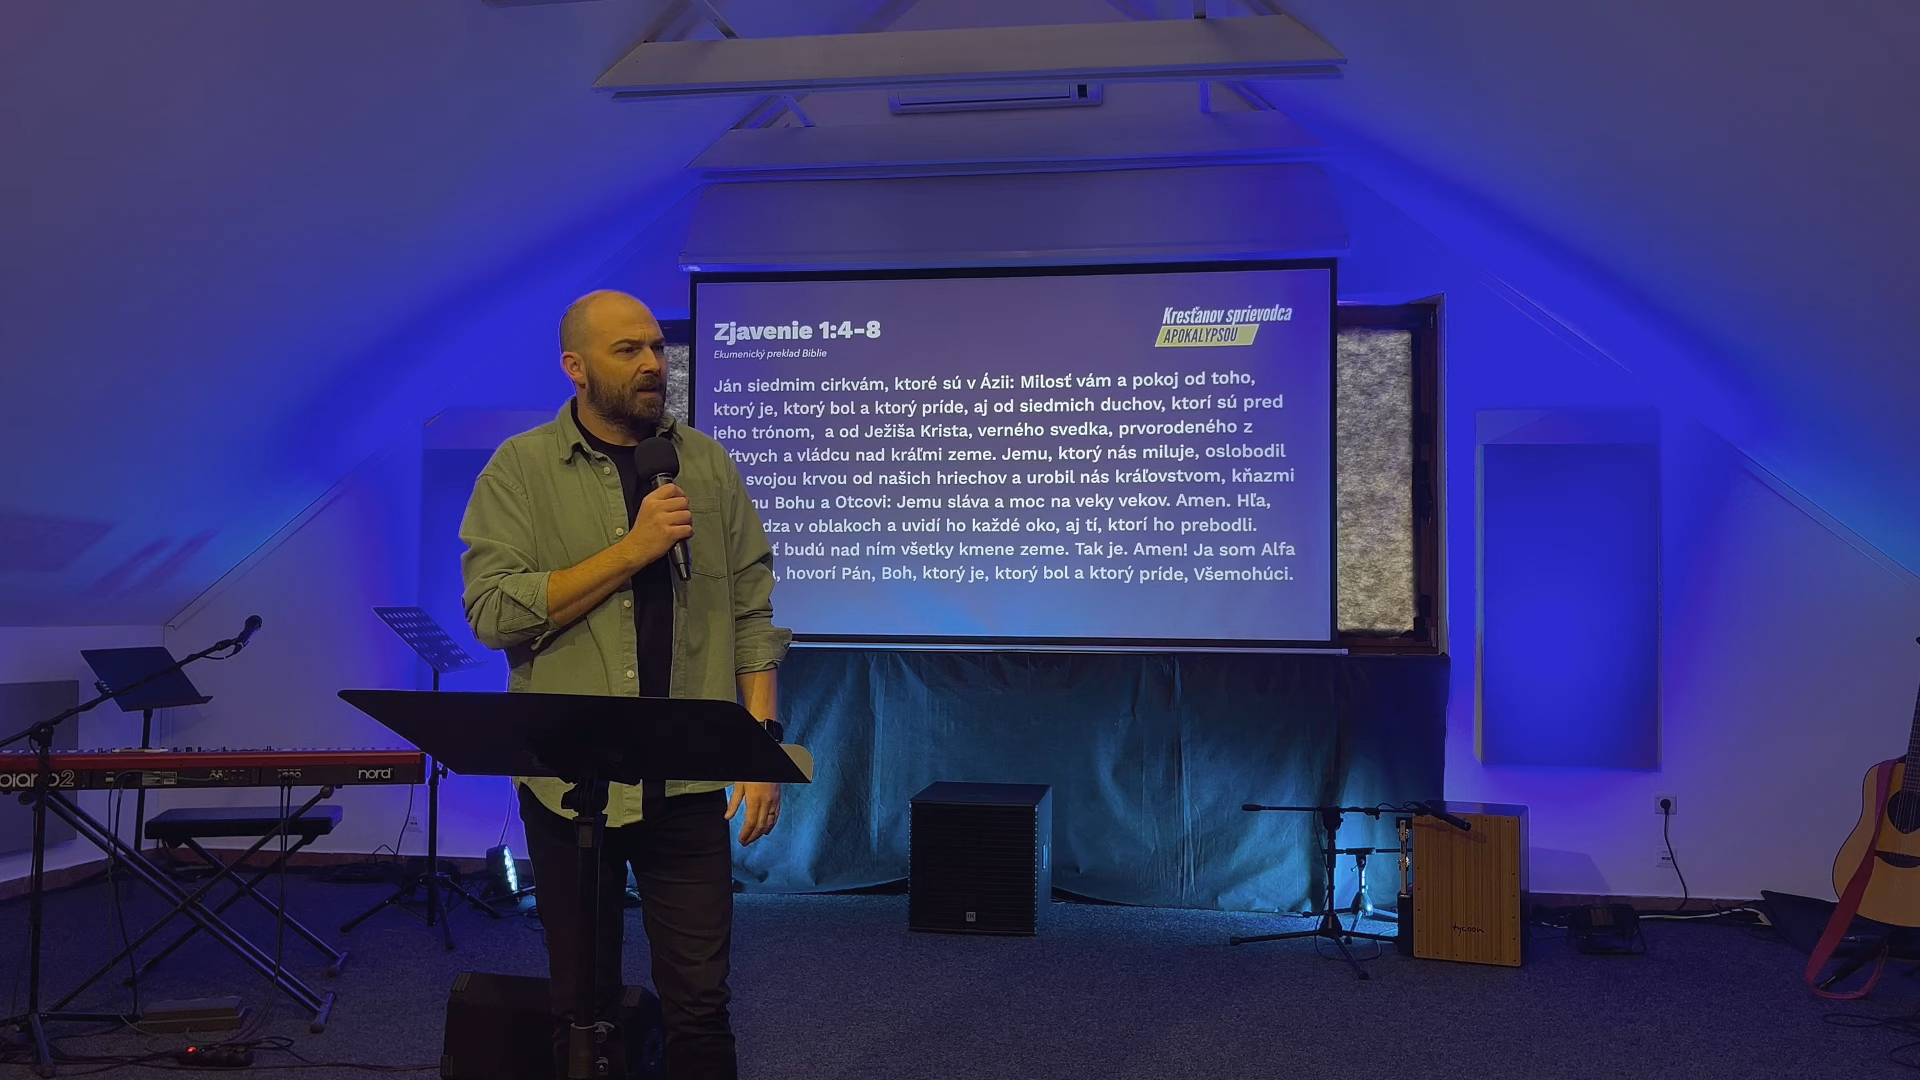 Zjavenie 1:4-8
Ekumenický preklad Biblie
Kresťanov sprievodca
APOKALYPSOU
Ján siedmim cirkvám, ktoré sú v Ázii: Milosť vám a pokoj od toho,
ktorý je, ktorý bol a ktorý príde, aj od siedmich duchov, ktorí sú pred
jeho trónom, a od Ježiša Krista, verného svedka, prvorodeného z
a vládcu nad kráľmi zeme. Jemu, ktorý nás miluje, oslobodil
svojou krvou od našich hriechov a urobil nás kráľovstvom, kňazmi
Bohu a Otcovi: Jemu sláva a moc na veky vekov. Amen. Hľa,
v oblakoch a uvidí ho každé oko, aj tí, ktorí ho prebodli.
budú nad ním všetky kmene zeme. Tak je. Amen! Ja som Alfa
hovorí Pán, Boh, ktorý je, ktorý bol a ktorý príde, Všemohúci.
piano 2
nord
tycoon